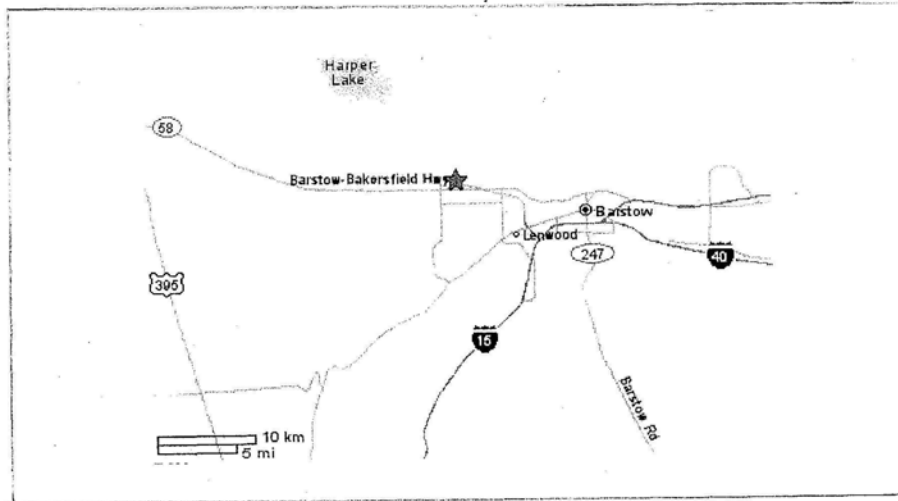 Harper
Lake
58
Barstow-Bakersfield Hwy
Barstow
Lenwood
247
40
395
15
Barstow Rd
10 km
5 mi